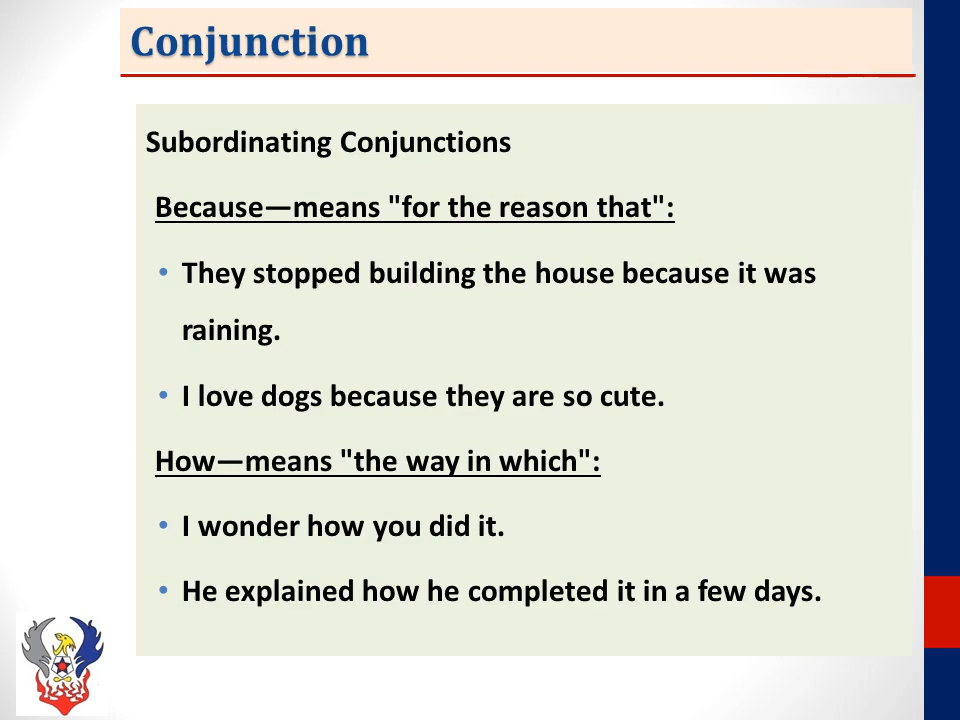 Conjunction
Subordinating Conjunctions
Because—means "for the reason that":
• They stopped building the house because it was
raining.
• I love dogs because they are so cute.
How—means "the way in which":
• I wonder how you did it.
• He explained how he completed it in a few days.